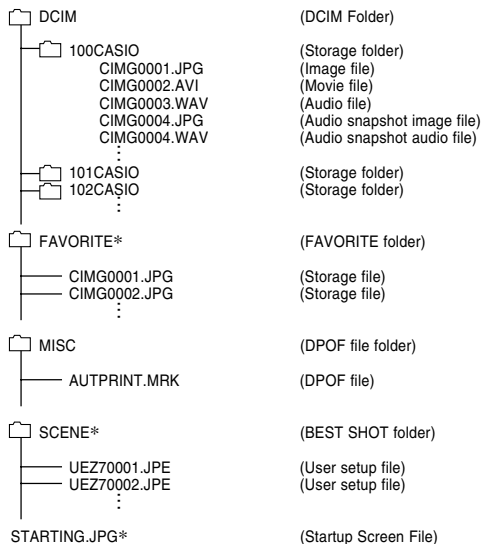 DCIM (DCIM Folder)
100CASIO (Storage folder)
CIMG0001.JPG (Image file)
CIMG0002.AVI (Movie file)
CIMG0003.WAV (Audio file)
CIMG0004.JPG (Audio snapshot image file)
CIMG0004.WAV (Audio snapshot audio file)
101CASIO (Storage folder)
102CASIO (Storage folder)
FAVORITE* (FAVORITE folder)
CIMG0001.JPG (Storage file)
CIMG0002.JPG (Storage file)
MISC (DPOF file folder)
AUTPRINT.MRK (DPOF file)
SCENE* (BEST SHOT folder)
UEZ70001.JPE (User setup file)
UEZ70002.JPE (User setup file)
STARTING.JPG* (Startup Screen File)